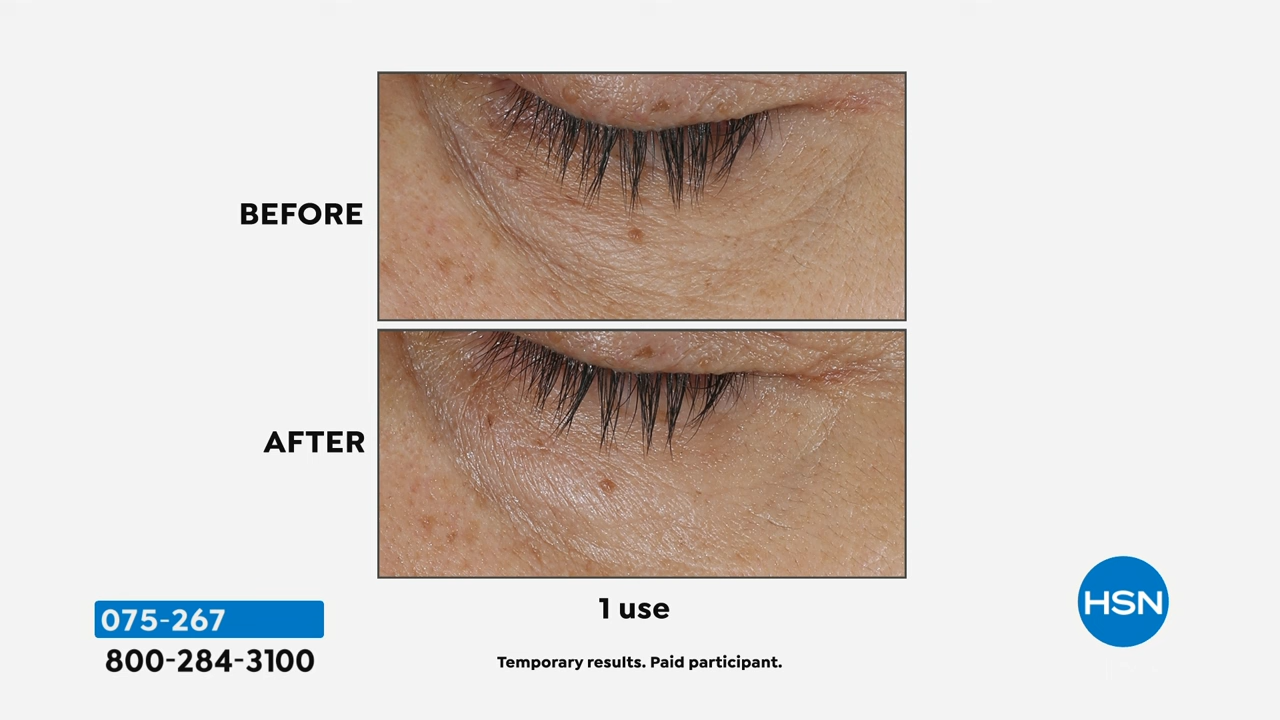 BEFORE
AFTER
1 use
075-267
800-284-3100
Temporary results. Paid participant.
HSN